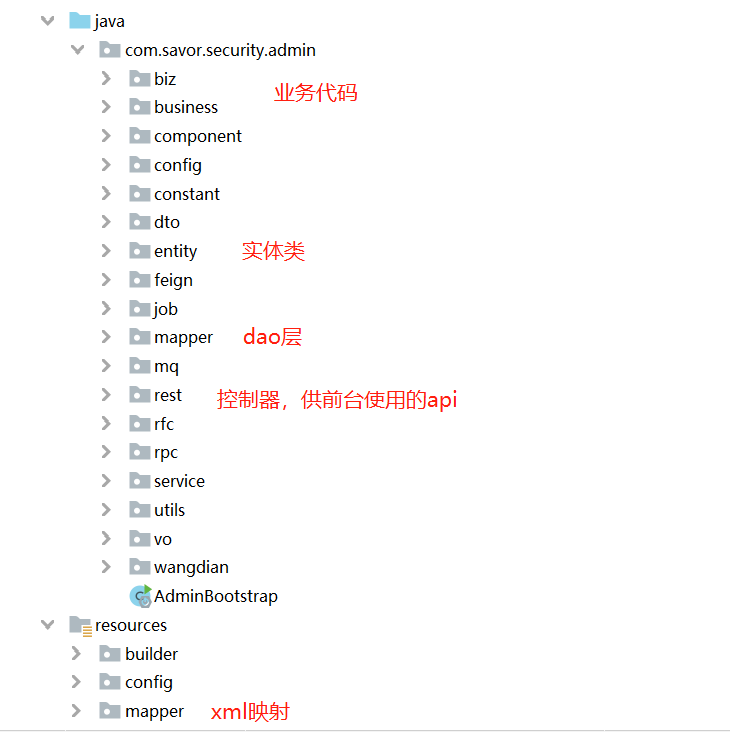 java
com.savor.security.admin
biz
业务代码
business
component
config
constant
dto
entity 实体类
feign
job
mapper dao层
mq
rest 控制器，供前台使用的api
rfc
rpc
service
utils
vo
wangdian
AdminBootstrap
resources
builder
config
mapper xml映射